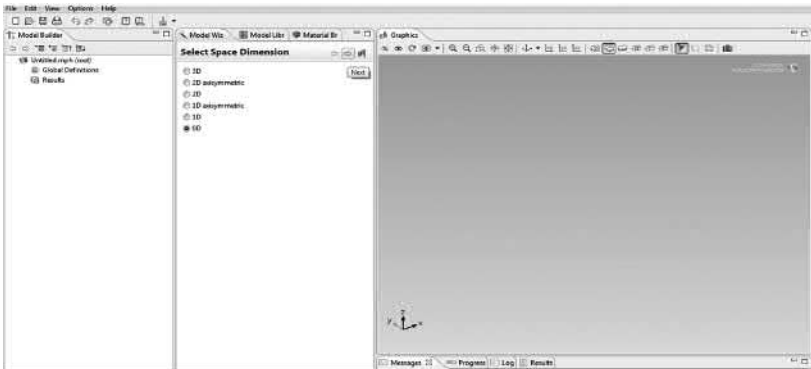 File Edit View Options Help
Model Builder
Untitled.mph (root)
Global Definitions
Results
Model Wiz
Model Libr
Material Br
Select Space Dimension
3D
2D axisymmetric
2D
1D axisymmetric
1D
0D
Next
Graphics
y z x
Messages
Progress
Log
Results